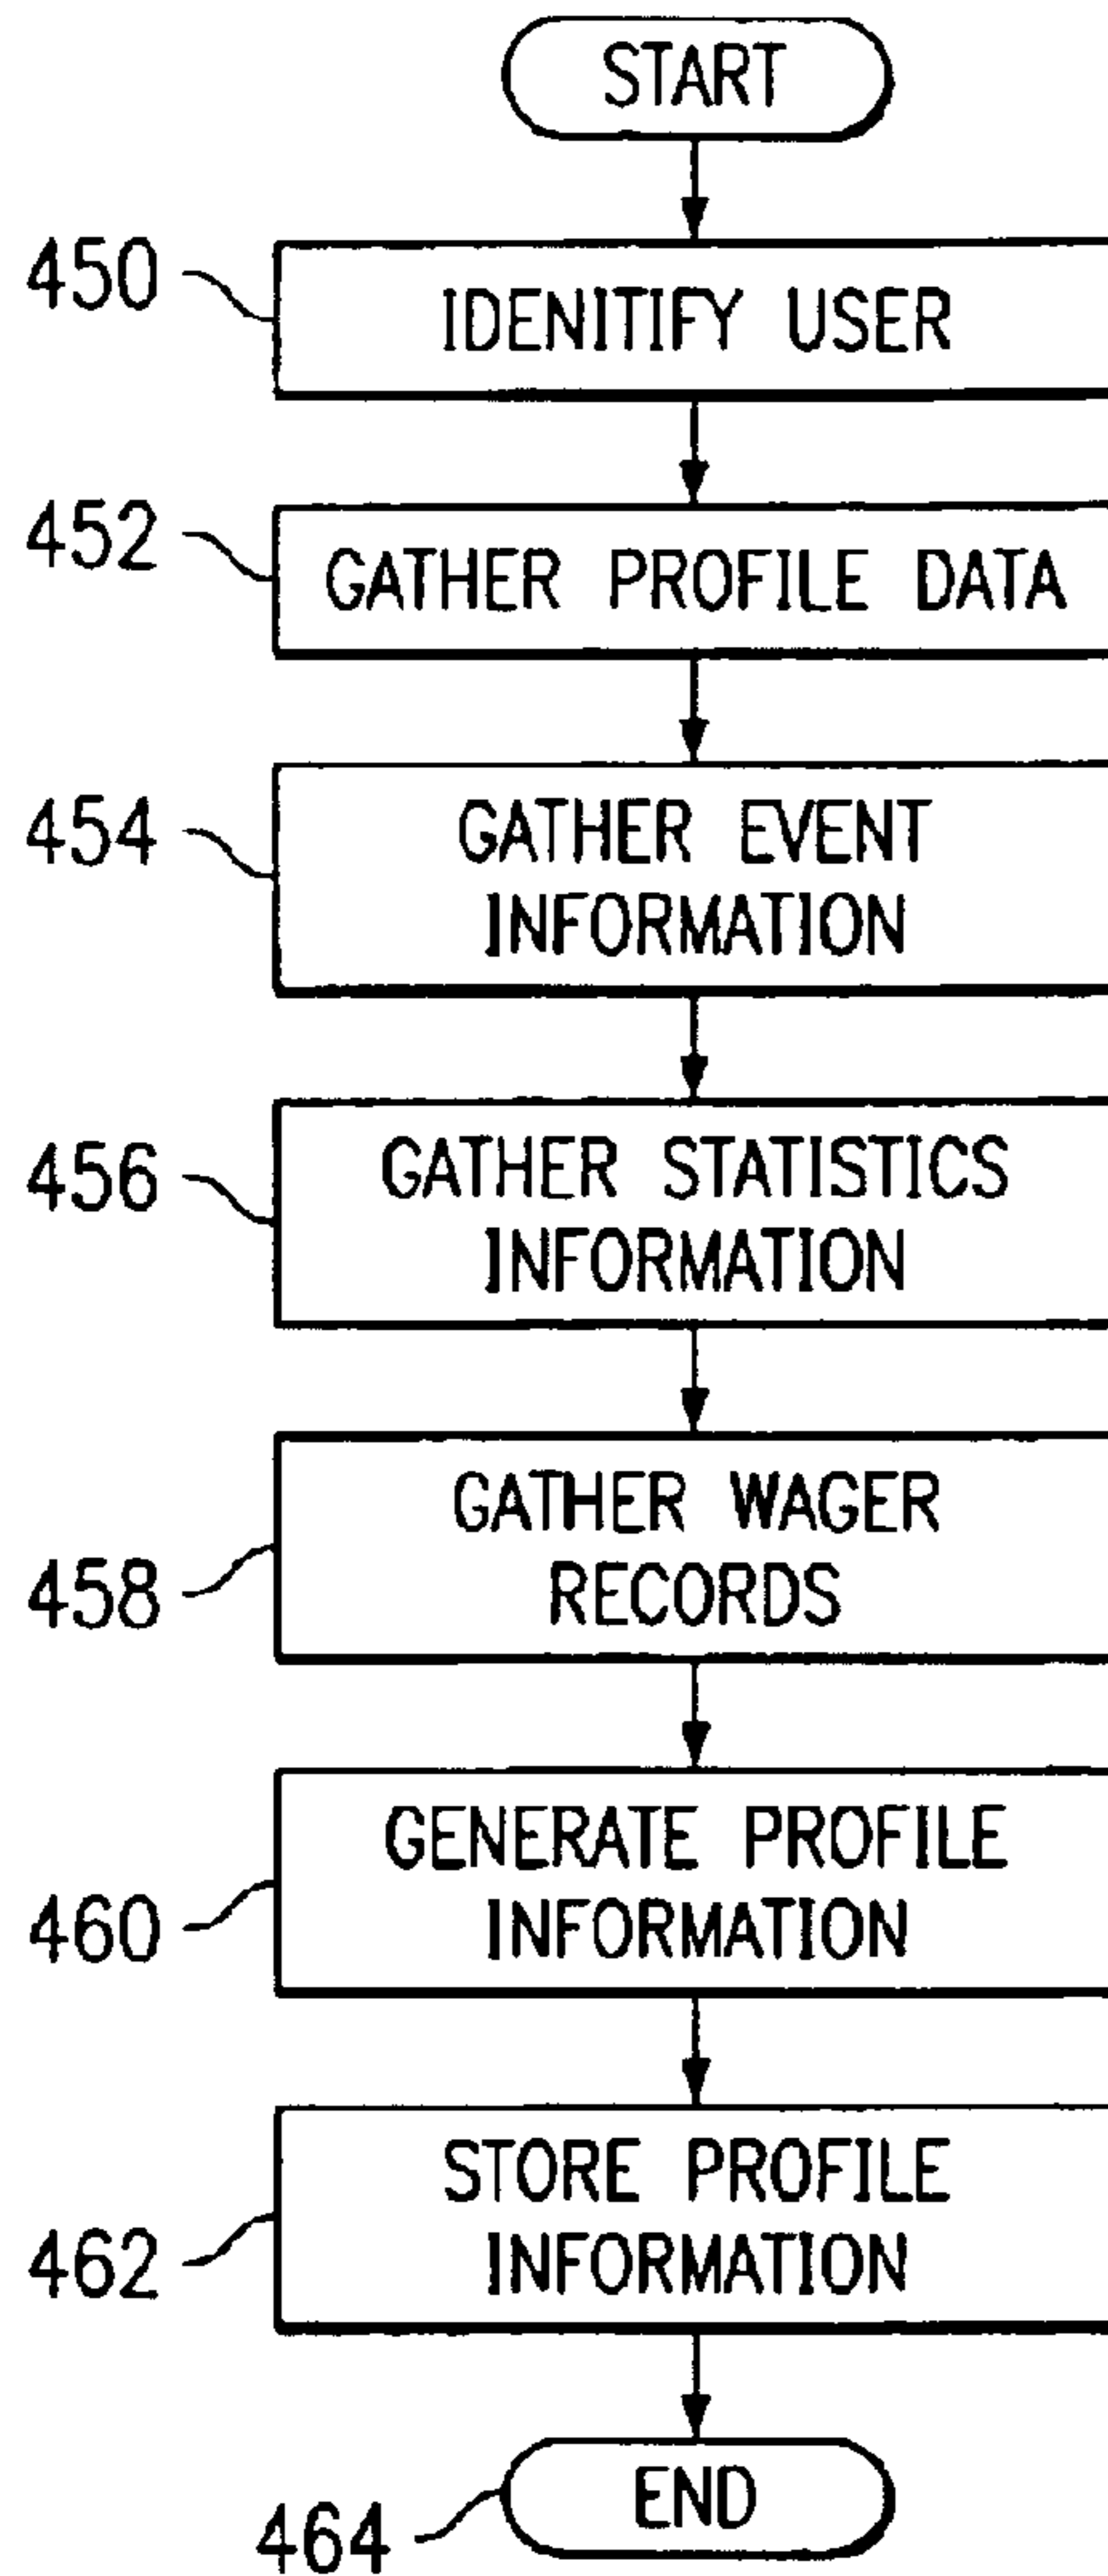 START
450
IDENITIFY USER
452
GATHER PROFILE DATA
454
GATHER EVENT
INFORMATION
456
GATHER STATISTICS
INFORMATION
458
GATHER WAGER
RECORDS
460
GENERATE PROFILE
INFORMATION
462
STORE PROFILE
INFORMATION
464
END